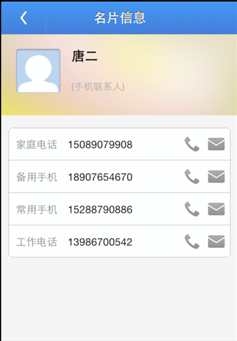 名片信息
唐二
(手机联系人)
家庭电话 15089079908
备用手机 18907654670
常用手机 15288790886
工作电话 13986700542